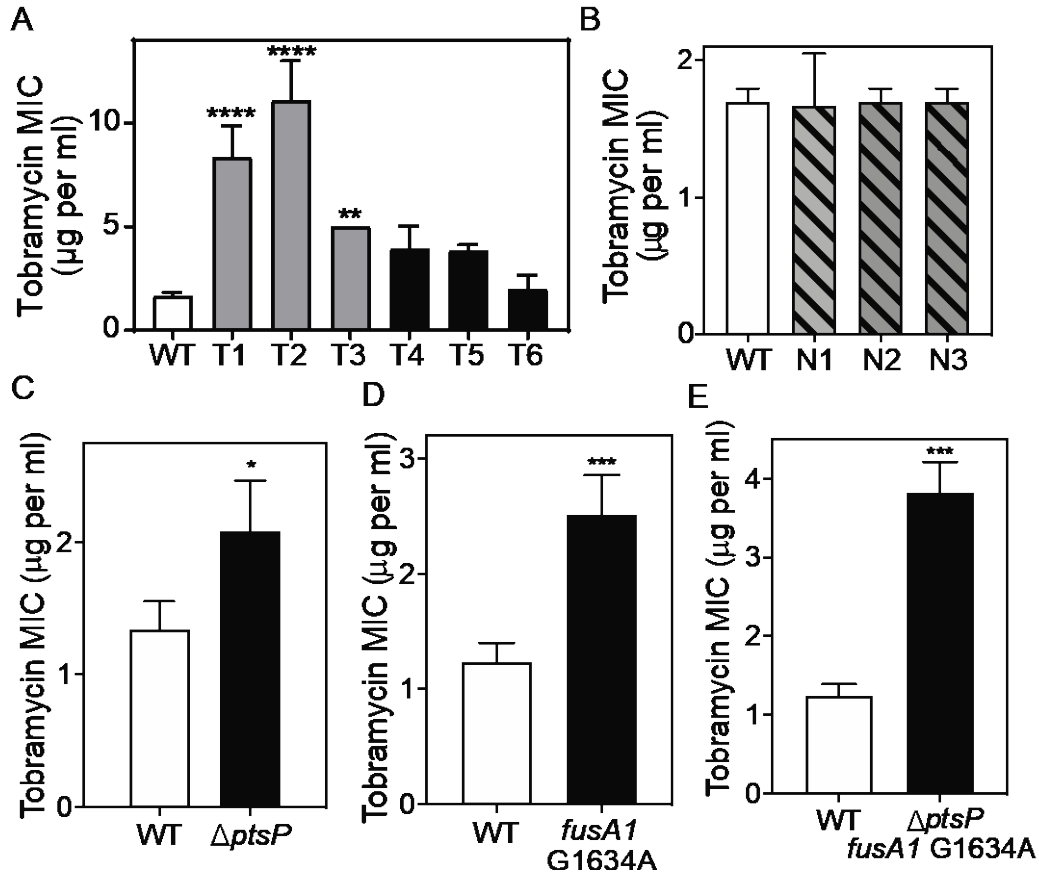 A
Tobramycin MIC
(µg per ml)
10
5
0
****
****
**
WT T1 T2 T3 T4 T5 T6
B
Tobramycin MIC
(µg per ml)
2
1
0
WT N1 N2 N3
C
Tobramycin MIC (µg per ml)
2
1
0
*
WT ΔptsP
D
Tobramycin MIC (µg per ml)
3
2
1
0
***
WT fusA1
G1634A
E
Tobramycin MIC (µg per ml)
4
3
2
1
0
***
WT ΔptsP
fusA1 G1634A